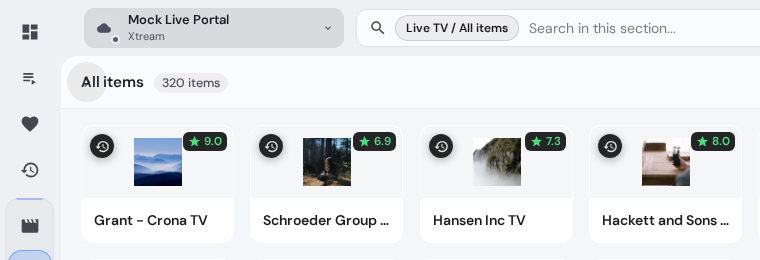 Mock Live Portal
Xtream
Live TV / All items
Search in this section...
All items
320 items
9.0
6.9
7.3
8.0
Grant - Crona TV
Schroeder Group ...
Hansen Inc TV
Hackett and Sons ...